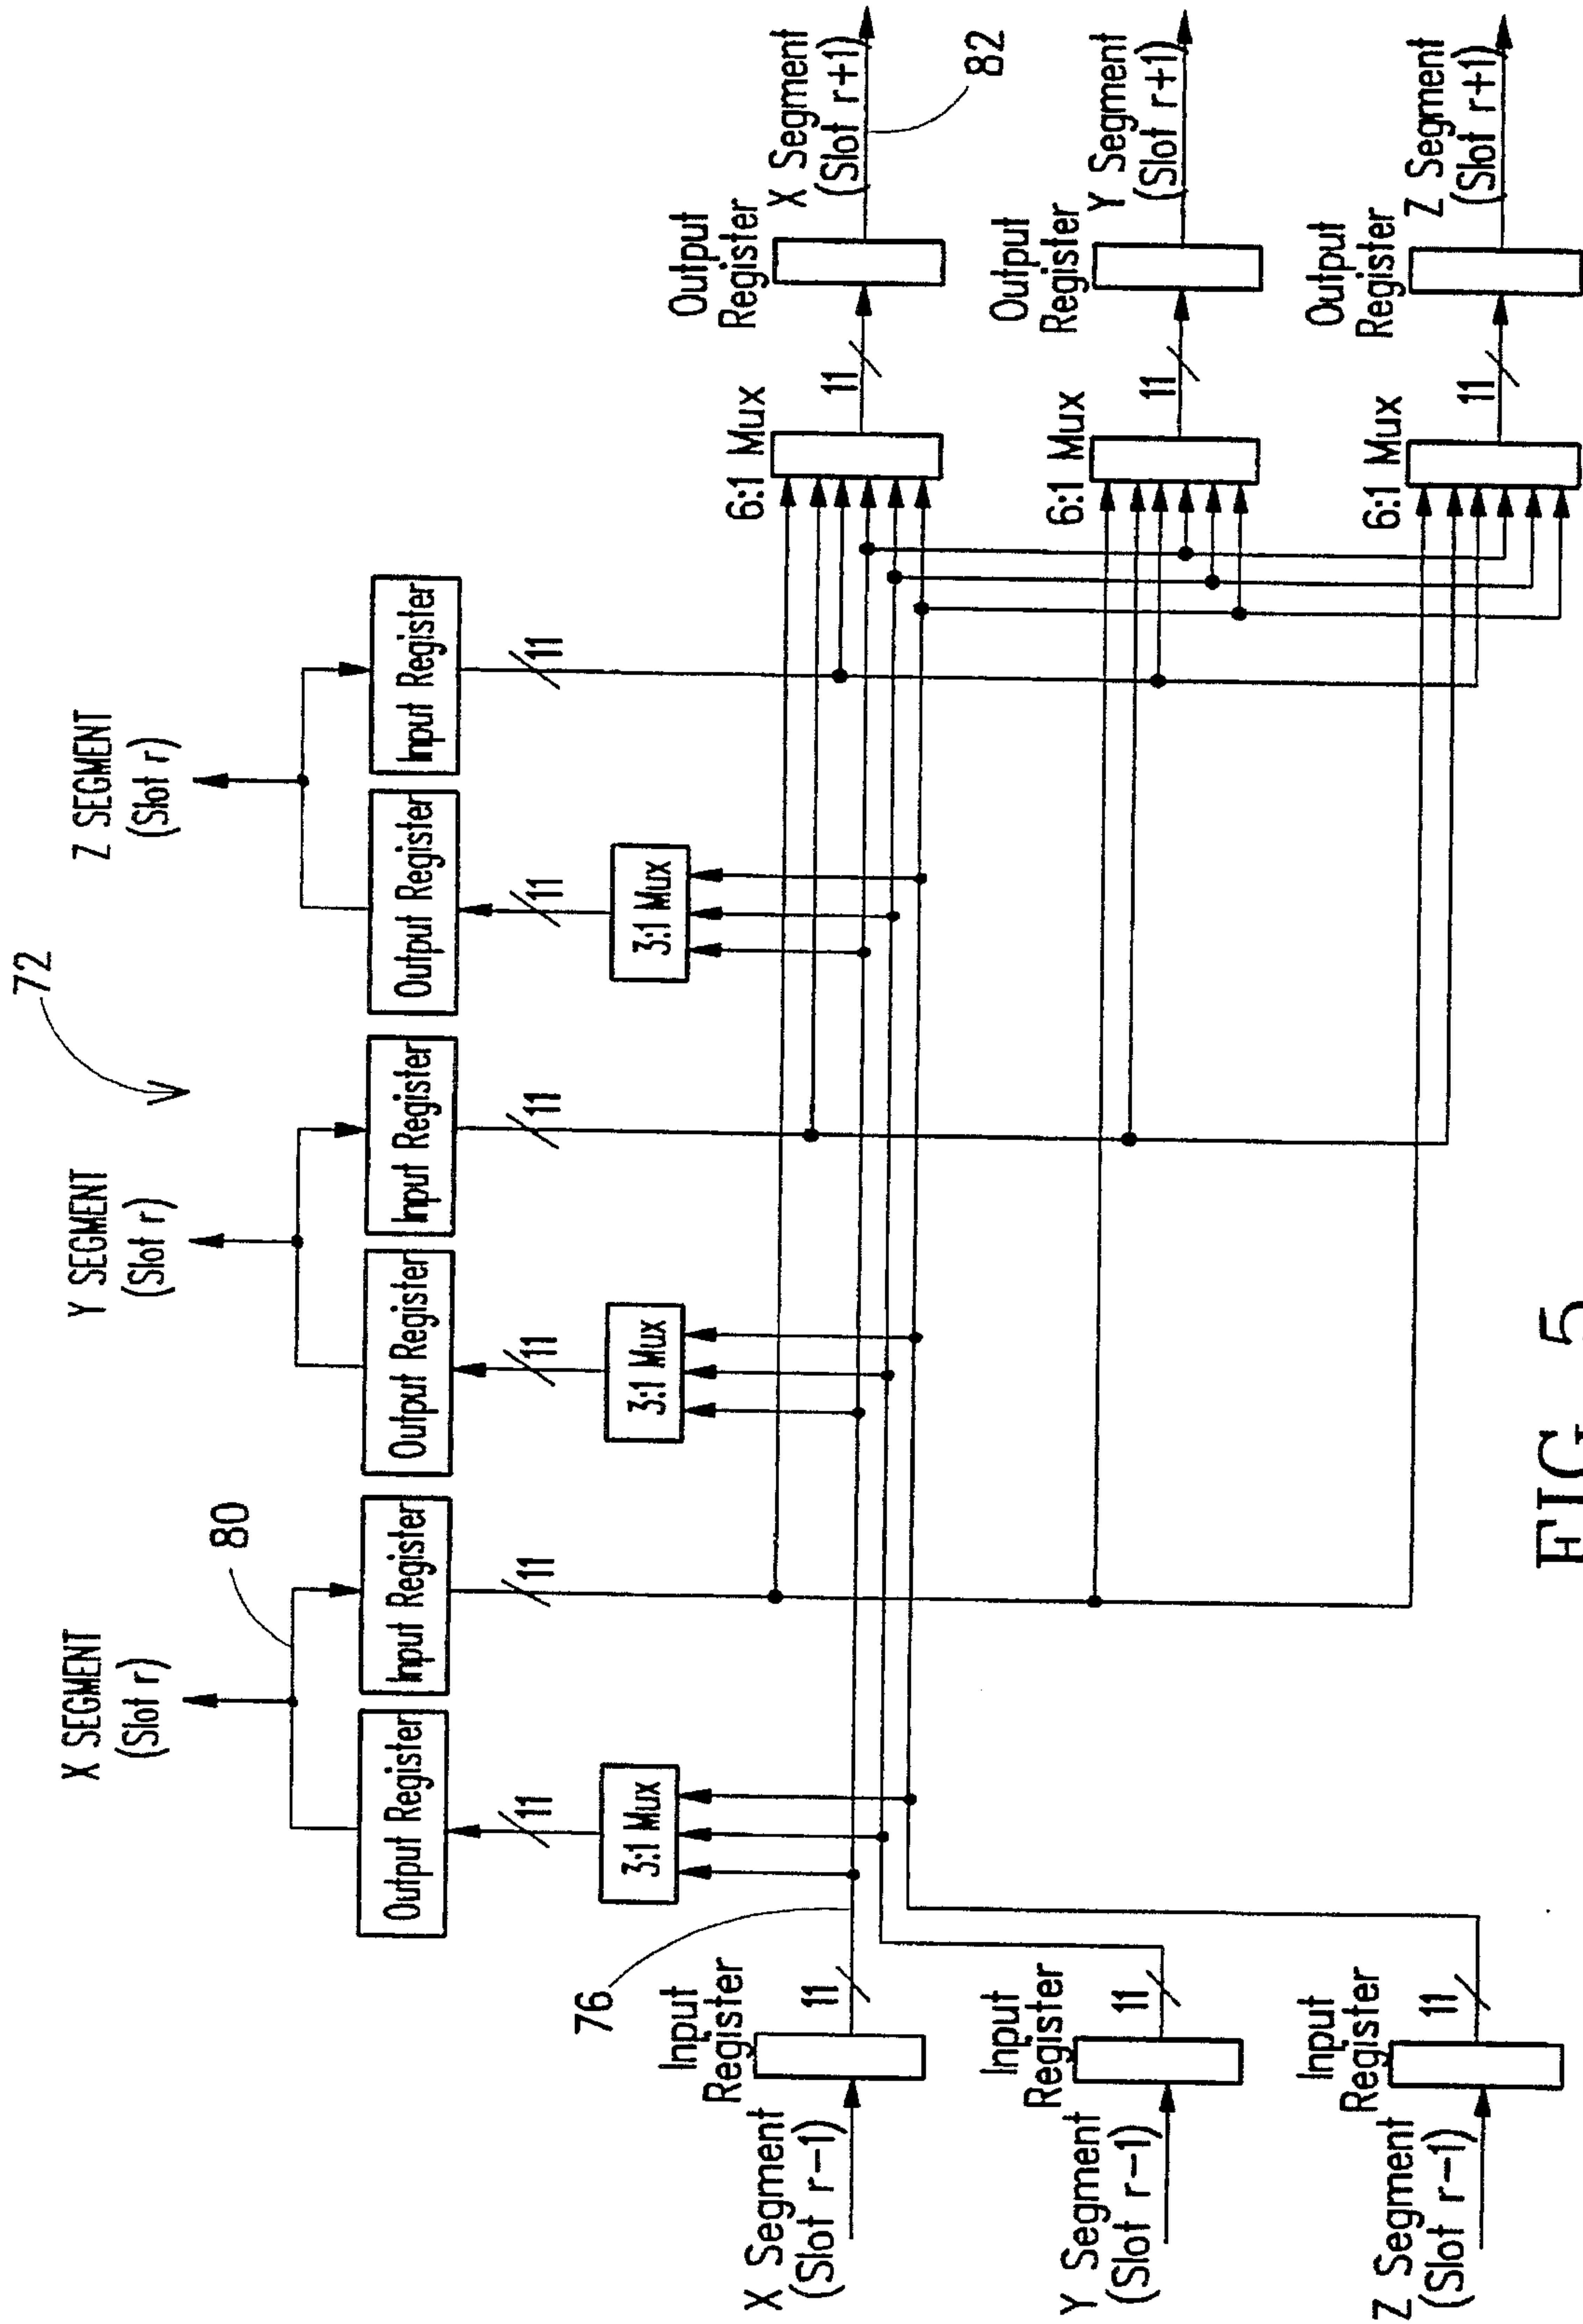 72
X SEGMENT
(Slot r)
Y SEGMENT
(Slot r)
Z SEGMENT
(Slot r)
80
Output Register
Input Register
Output Register
Input Register
Output Register
Input Register
11
11
11
11
11
11
3:1 Mux
3:1 Mux
3:1 Mux
76
X Segment
(Slot r-1)
Input
Register
11
6:1 Mux
11
Output
Register
X Segment
(Slot r+1)
82
Y Segment
(Slot r-1)
Input
Register
11
6:1 Mux
11
Output
Register
Y Segment
(Slot r+1)
Z Segment
(Slot r-1)
Input
Register
11
6:1 Mux
11
Output
Register
Z Segment
(Slot r+1)
FIG. 5